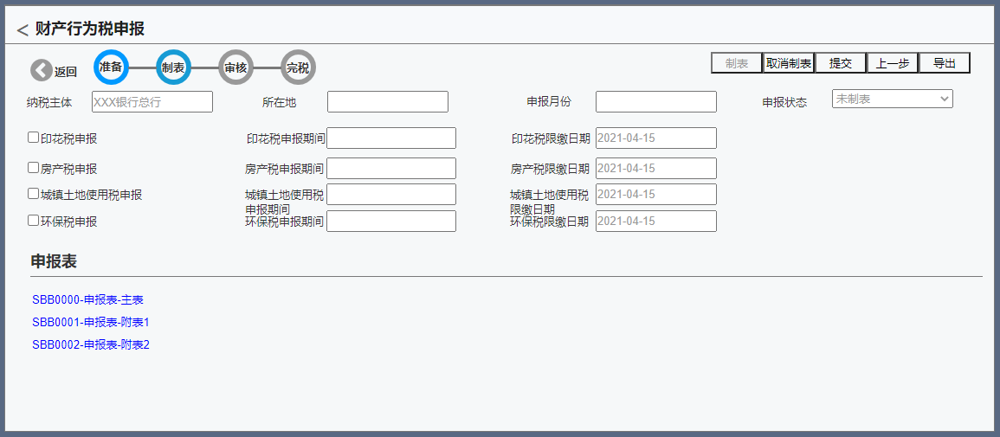 < 财产行为税申报
返回 准备 制表 审核 完税 制表 取消制表 提交 上一步 导出
纳税主体 XXX银行总行 所在地 申报月份 申报状态 未制表
印花税申报 印花税申报期间 印花税限缴日期 2021-04-15
房产税申报 房产税申报期间 房产税限缴日期 2021-04-15
城镇土地使用税申报 城镇土地使用税 城镇土地使用税 2021-04-15
申报期间 限缴日期
环保税申报 环保税申报期间 环保税限缴日期 2021-04-15
申报表
SBB0000-申报表-主表
SBB0001-申报表-附表1
SBB0002-申报表-附表2